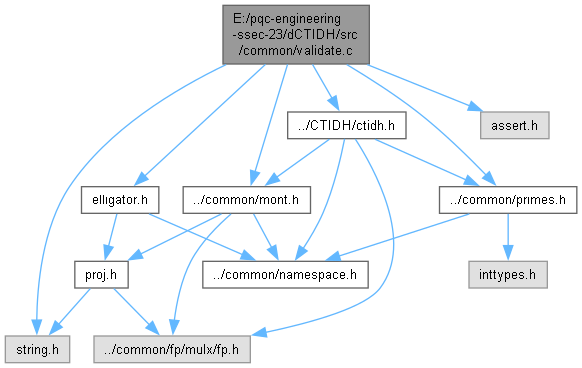 E:/pqc-engineering
-ssec-23/dCTIDH/src
/common/validate.c
../CTIDH/ctidh.h
assert.h
elligator.h
../common/mont.h
../common/primes.h
proj.h
../common/namespace.h
inttypes.h
string.h
../common/fp/mulx/fp.h